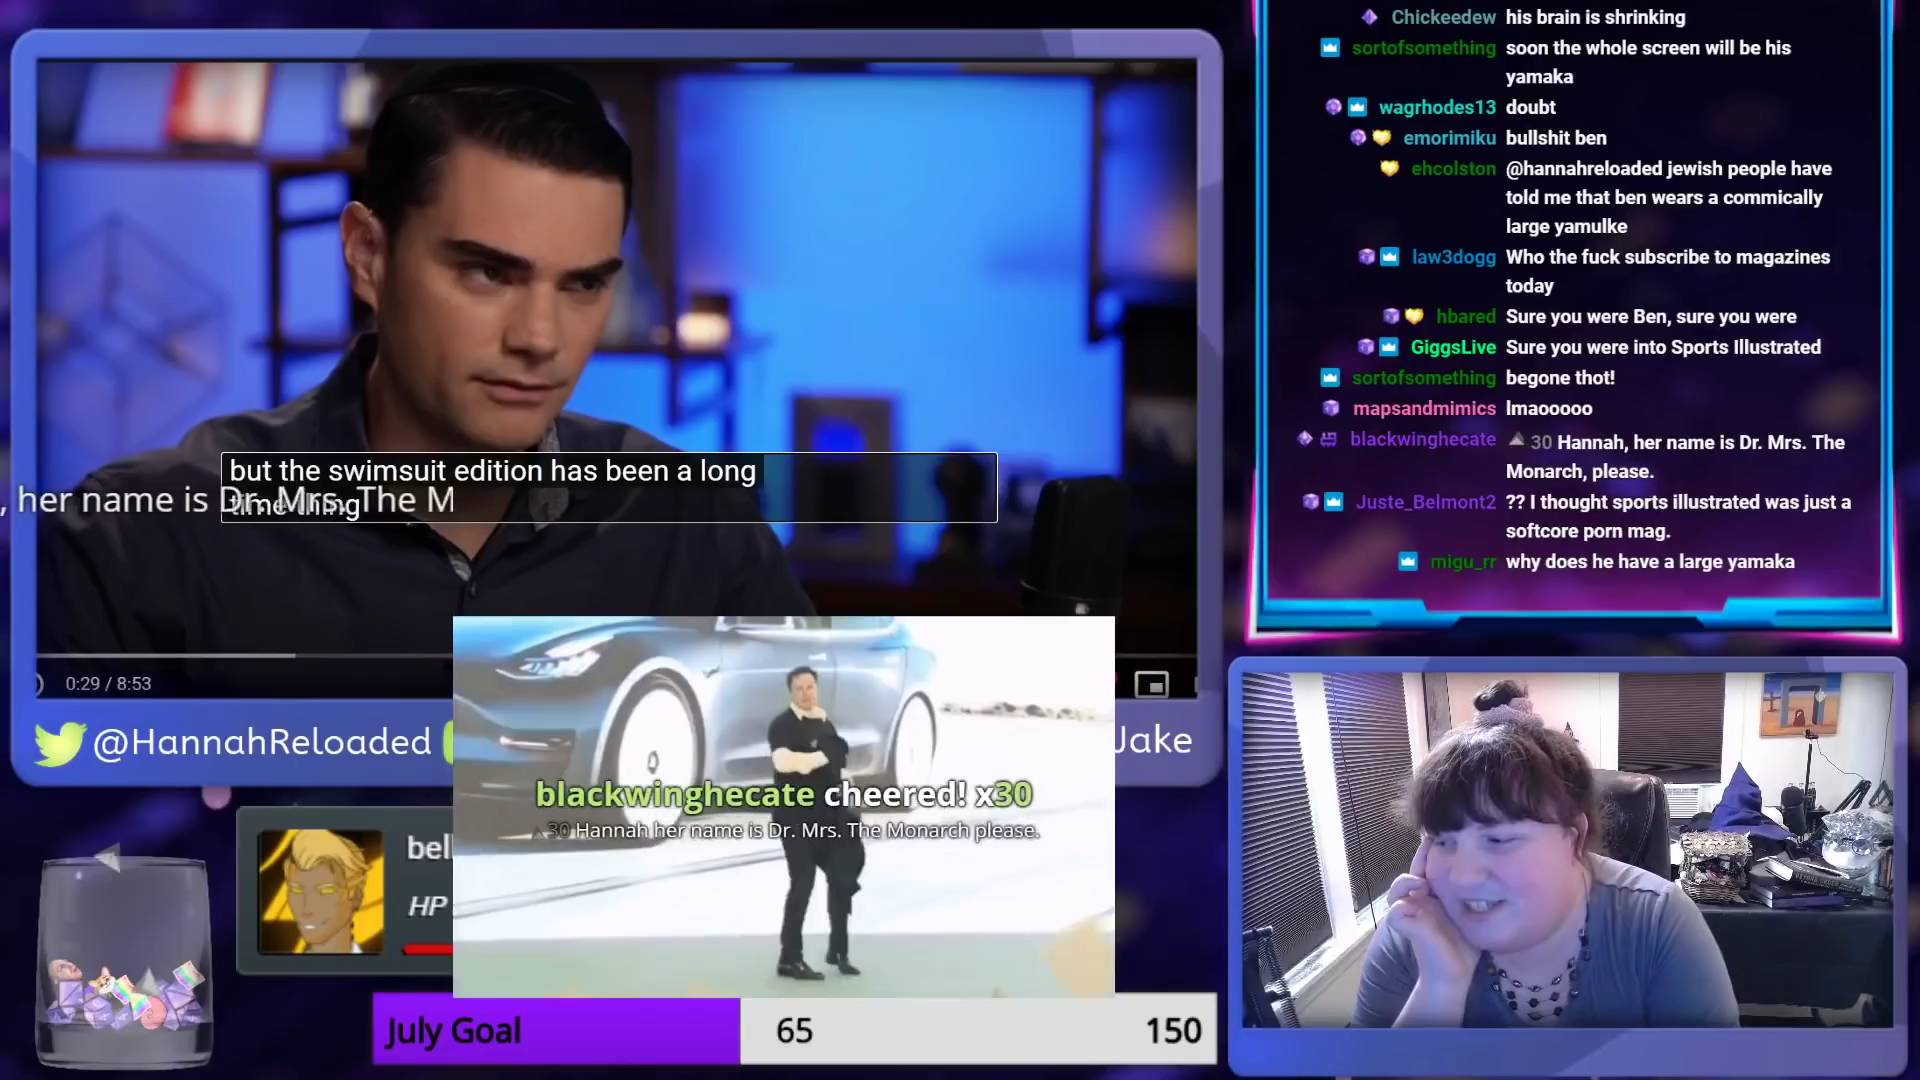 but the swimsuit edition has been a long
time thing
, her name is Dr. Mrs. The M
0:29 / 8:53
@HannahReloaded
Jake
blackwinghecate cheered! x30
30 Hannah her name is Dr. Mrs. The Monarch please.
bell
HP
July Goal 65 150
Chickeedew his brain is shrinking
sortofsomething soon the whole screen will be his
yamaka
wagrhodes13 doubt
emorimiku bullshit ben
ehcolston @hannahreloaded jewish people have
told me that ben wears a commically
large yamulke
law3dogg Who the fuck subscribe to magazines
today
hbared Sure you were Ben, sure you were
GiggsLive Sure you were into Sports Illustrated
sortofsomething begone thot!
mapsandmimics lmaooooo
blackwinghecate 30 Hannah, her name is Dr. Mrs. The
Monarch, please.
Juste_Belmont2 ?? I thought sports illustrated was just a
softcore porn mag.
migu_rr why does he have a large yamaka